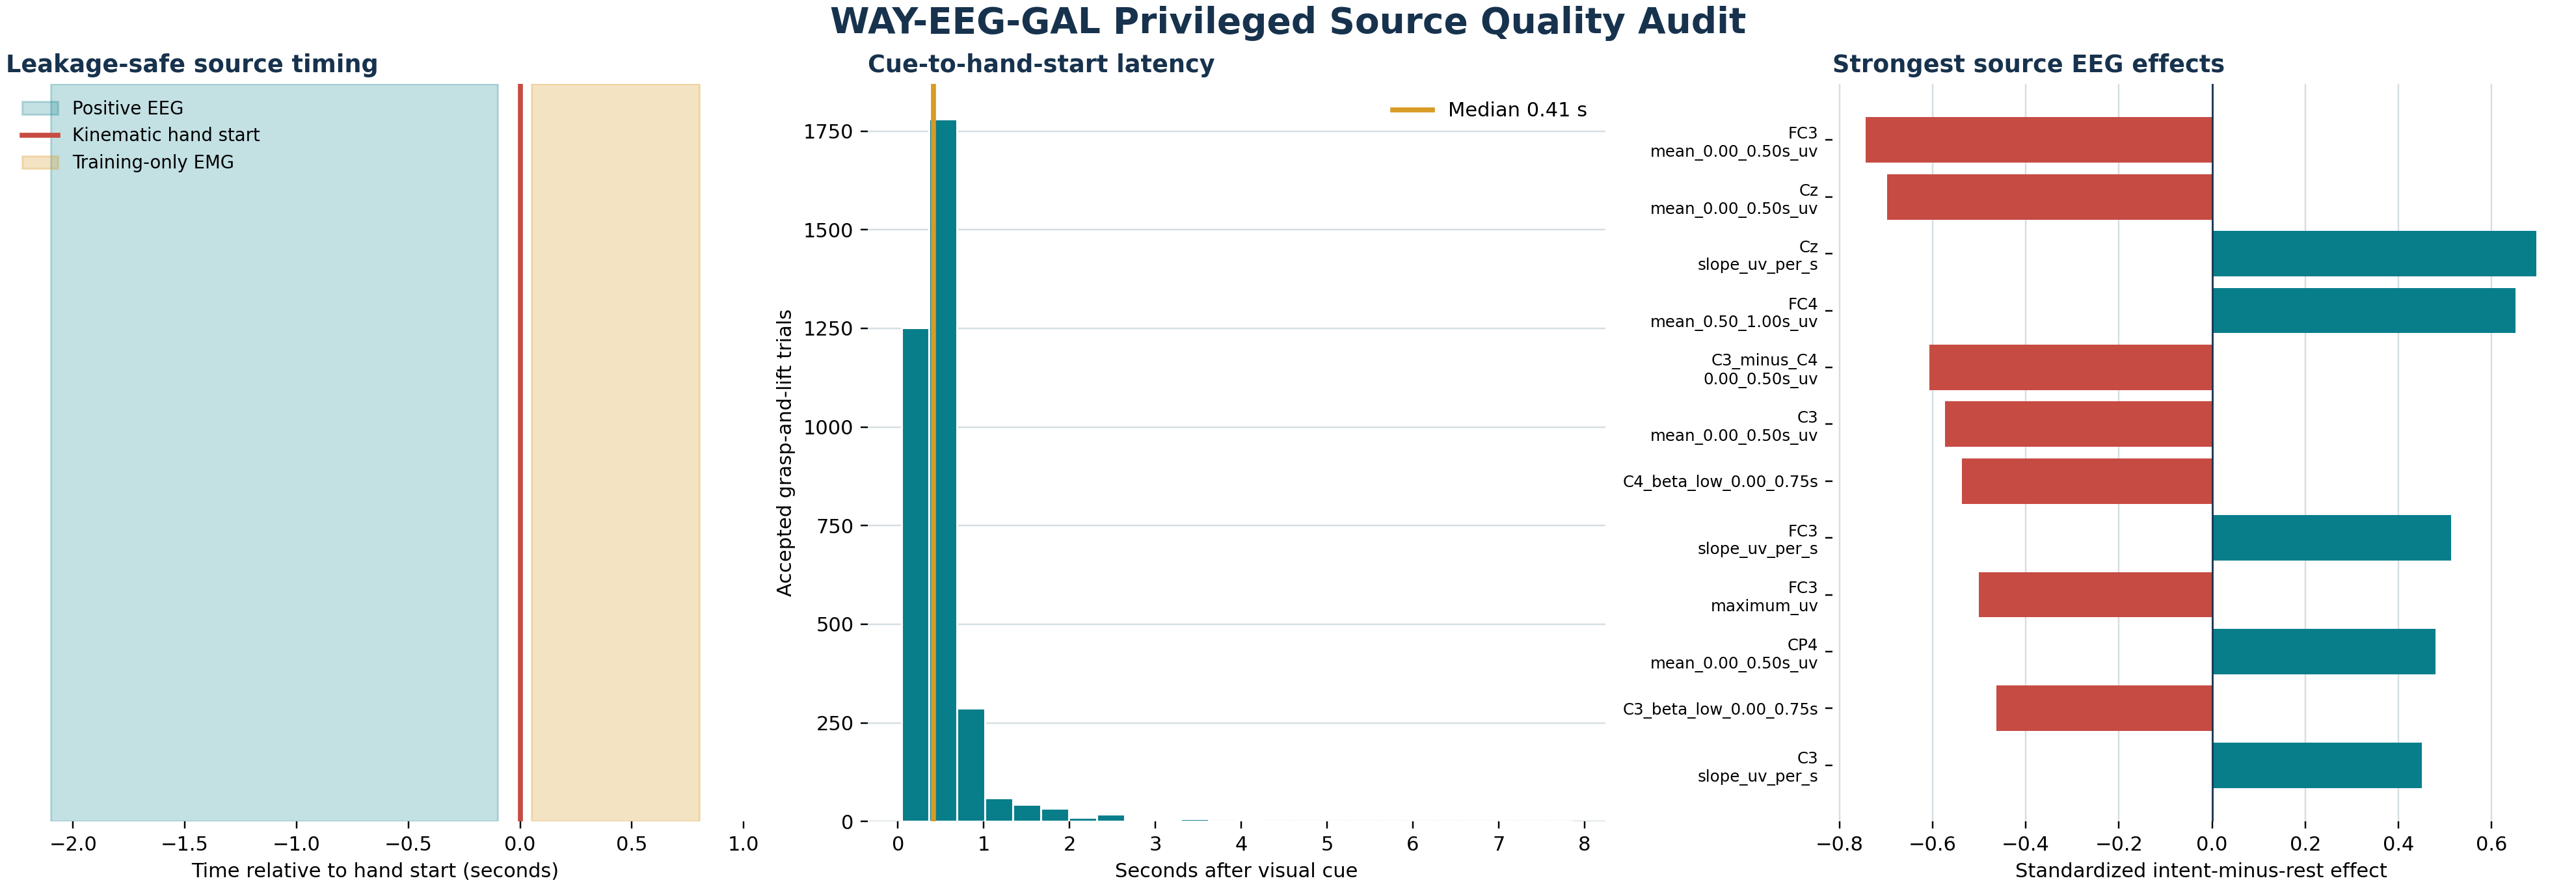 WAY-EEG-GAL Privileged Source Quality Audit
Leakage-safe source timing
Positive EEG
Kinematic hand start
Training-only EMG
−2.0
−1.5
−1.0
−0.5
0.0
0.5
1.0
Time relative to hand start (seconds)
Cue-to-hand-start latency
Median 0.41 s
Accepted grasp-and-lift trials
1750
1500
1250
1000
750
500
250
0
0
1
2
3
4
5
6
7
8
Seconds after visual cue
Strongest source EEG effects
FC3
mean_0.00_0.50s_uv
Cz
mean_0.00_0.50s_uv
Cz
slope_uv_per_s
FC4
mean_0.50_1.00s_uv
C3_minus_C4
0.00_0.50s_uv
C3
mean_0.00_0.50s_uv
C4_beta_low_0.00_0.75s
FC3
slope_uv_per_s
FC3
maximum_uv
CP4
mean_0.00_0.50s_uv
C3_beta_low_0.00_0.75s
C3
slope_uv_per_s
−0.8
−0.6
−0.4
−0.2
0.0
0.2
0.4
0.6
Standardized intent-minus-rest effect